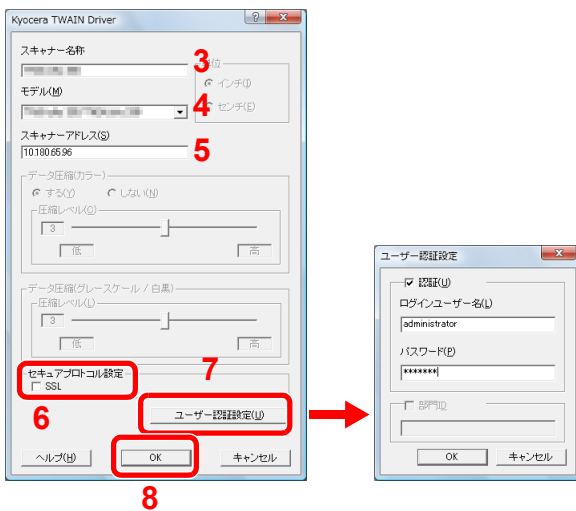 Kyocera TWAIN Driver
スキャナー名称
3
単位
インチ(I)
センチ(E)
モデル(M)
4
スキャナーアドレス(S)
10.180.65.96
5
データ圧縮(カラー)
する(Y)
しない(N)
圧縮レベル(C)
3
低
高
データ圧縮(グレースケール / 白黒)
圧縮レベル(L)
3
低
高
セキュアプロトコル設定
SSL
6
7
ユーザー認証設定(U)
ヘルプ(H)
OK
キャンセル
8
ユーザー認証設定
認証(U)
ログインユーザー名(L)
administrator
パスワード(P)
*******
部門ID
OK
キャンセル